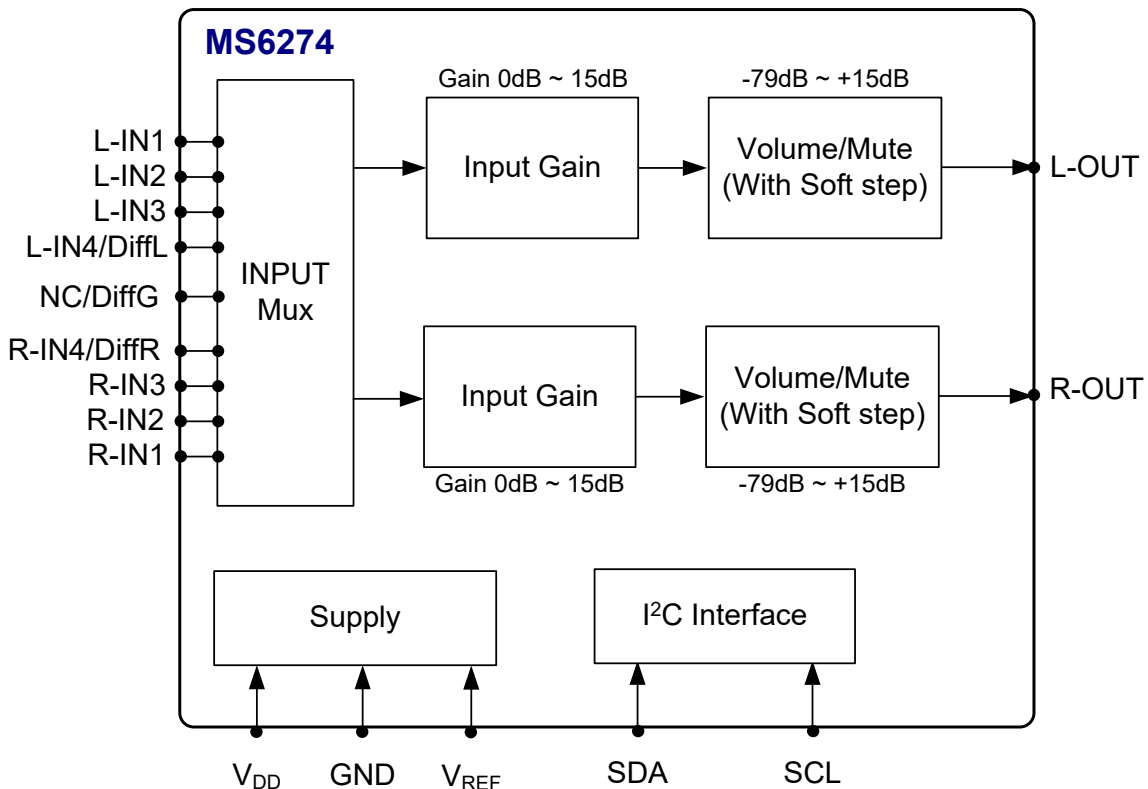 MS6274
Gain 0dB ~ 15dB
-79dB ~ +15dB
L-IN1
L-IN2
L-IN3
L-IN4/DiffL
NC/DiffG
R-IN4/DiffR
R-IN3
R-IN2
R-IN1
INPUT
Mux
Input Gain
Volume/Mute
(With Soft step)
L-OUT
Input Gain
Volume/Mute
(With Soft step)
R-OUT
Gain 0dB ~ 15dB
-79dB ~ +15dB
Supply
I²C Interface
VDD
GND
VREF
SDA
SCL